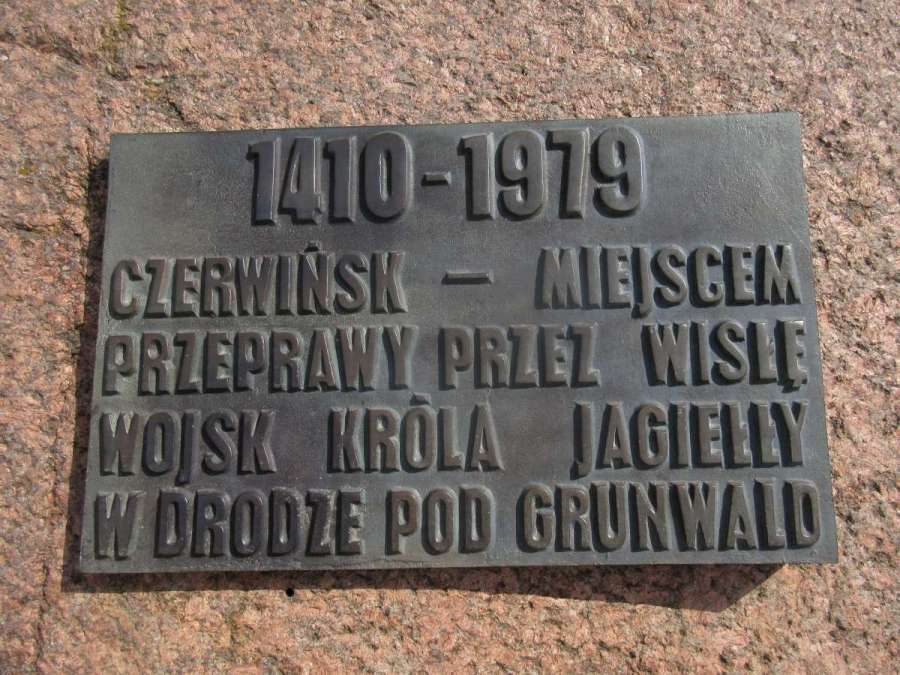 1410-1979
CZERWIŃSK - MIEJSCEM
PRZEPRAWY PRZEZ WISŁĘ
WOJSK KRÓLA JAGIEŁŁY
W DRODZE POD GRUNWALD